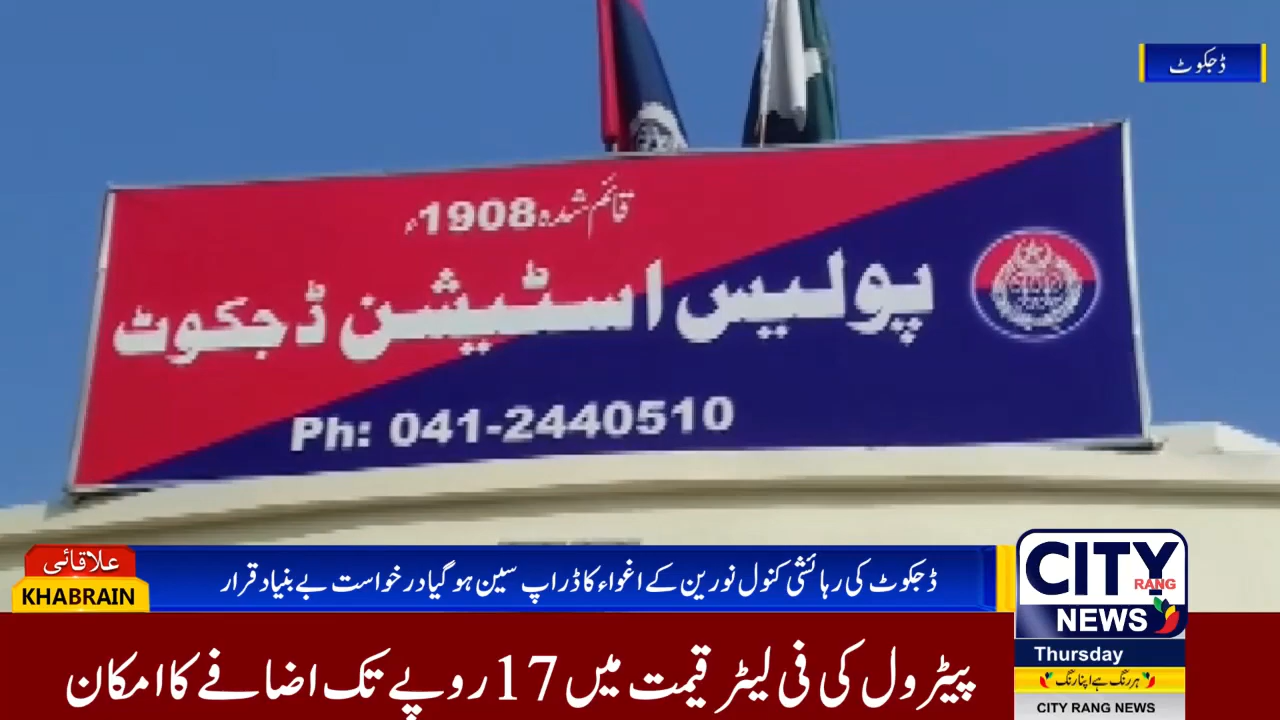 ڈجکوٹ
قائم شدہ 1908ء
پولیس اسٹیشن ڈجکوٹ
Ph: 041-2440510
علاقائی
KHABRAIN
ڈجکوٹ کی رہائشی کنول نورین کے اغواء کا ڈراپ سین ہو گیا درخواست بے بنیاد قرار
CITY
RANG
NEWS
Thursday
ہر رنگ ہے اپنا رنگ
CITY RANG NEWS
پیٹرول کی فی لیٹر قیمت میں 17 روپے تک اضافے کا امکان